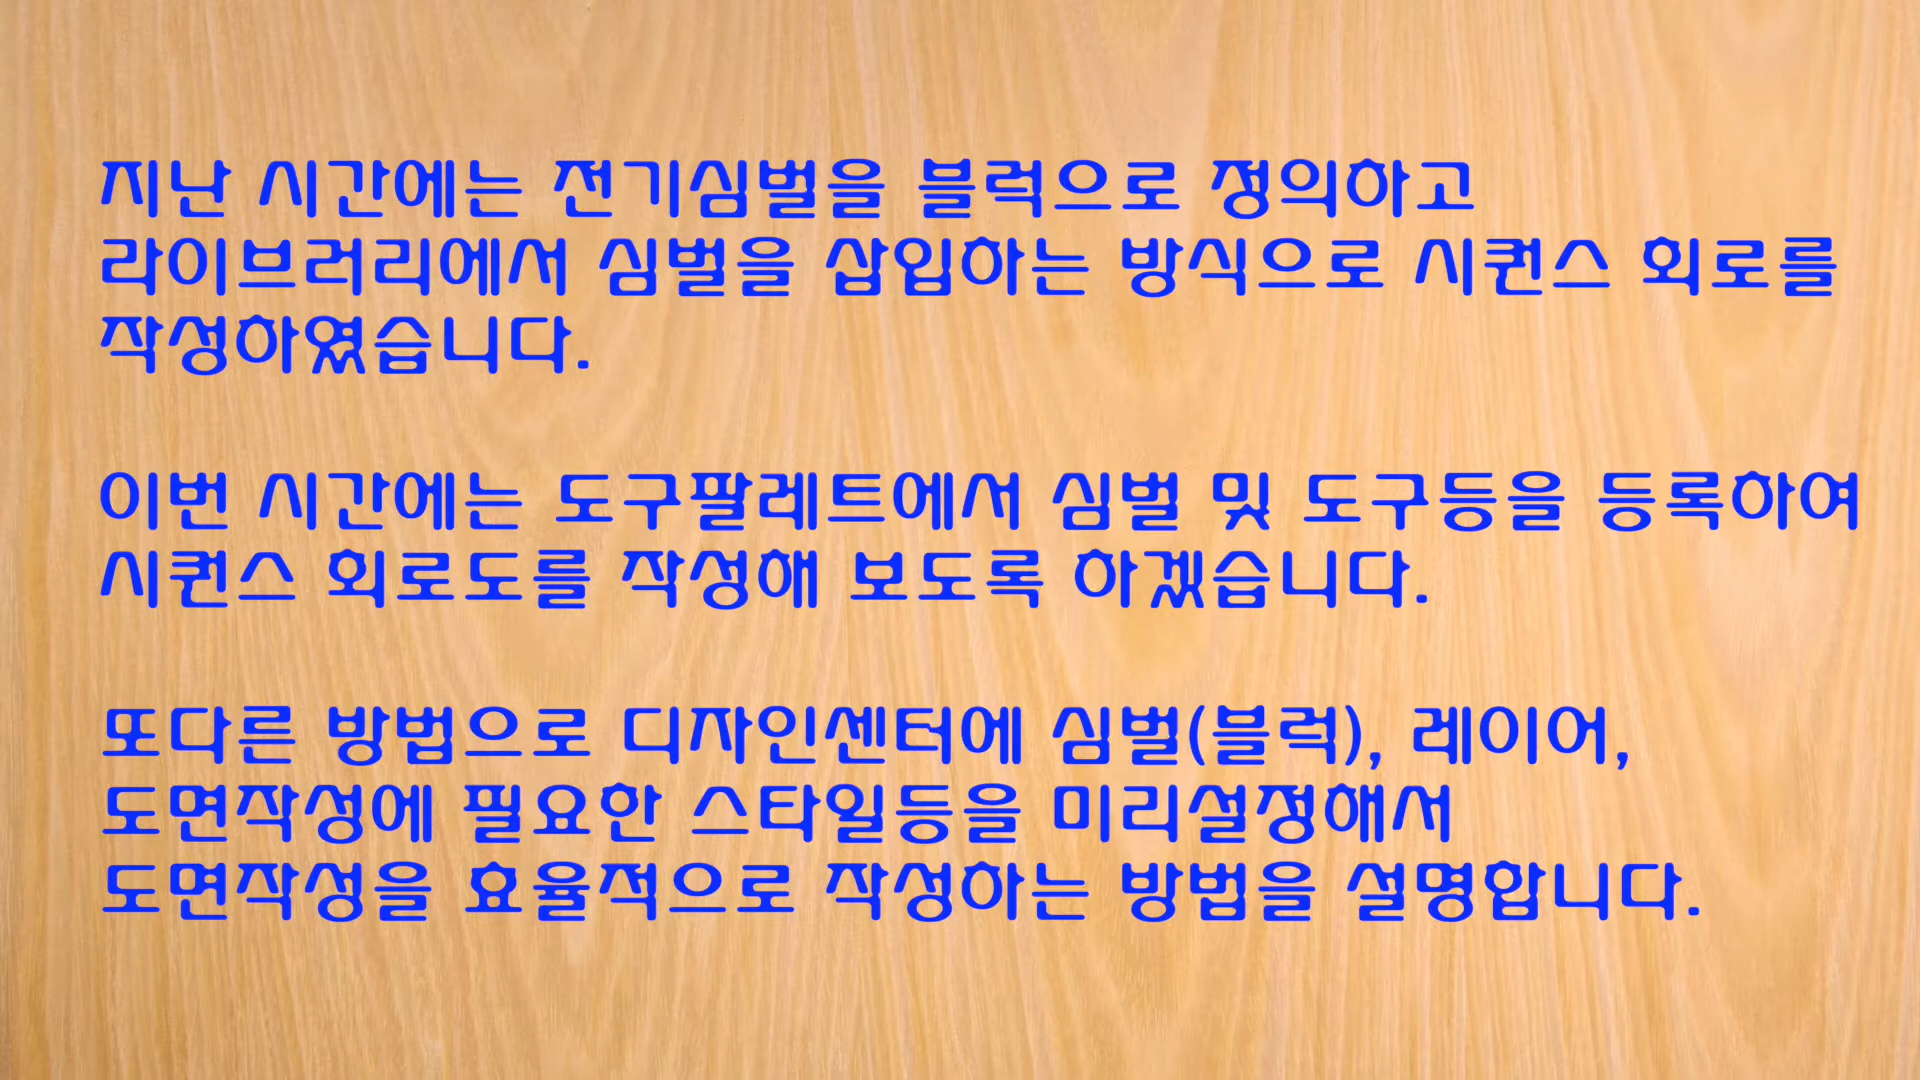 지난 시간에는 전기심벌을 블럭으로 정의하고
라이브러리에서 심벌을 삽입하는 방식으로 시퀀스 회로를
작성하였습니다.
이번 시간에는 도구팔레트에서 심벌 및 도구등을 등록하여
시퀀스 회로도를 작성해 보도록 하겠습니다.
또다른 방법으로 디자인센터에 심벌(블럭), 레이어,
도면작성에 필요한 스타일등을 미리설정해서
도면작성을 효율적으로 작성하는 방법을 설명합니다.